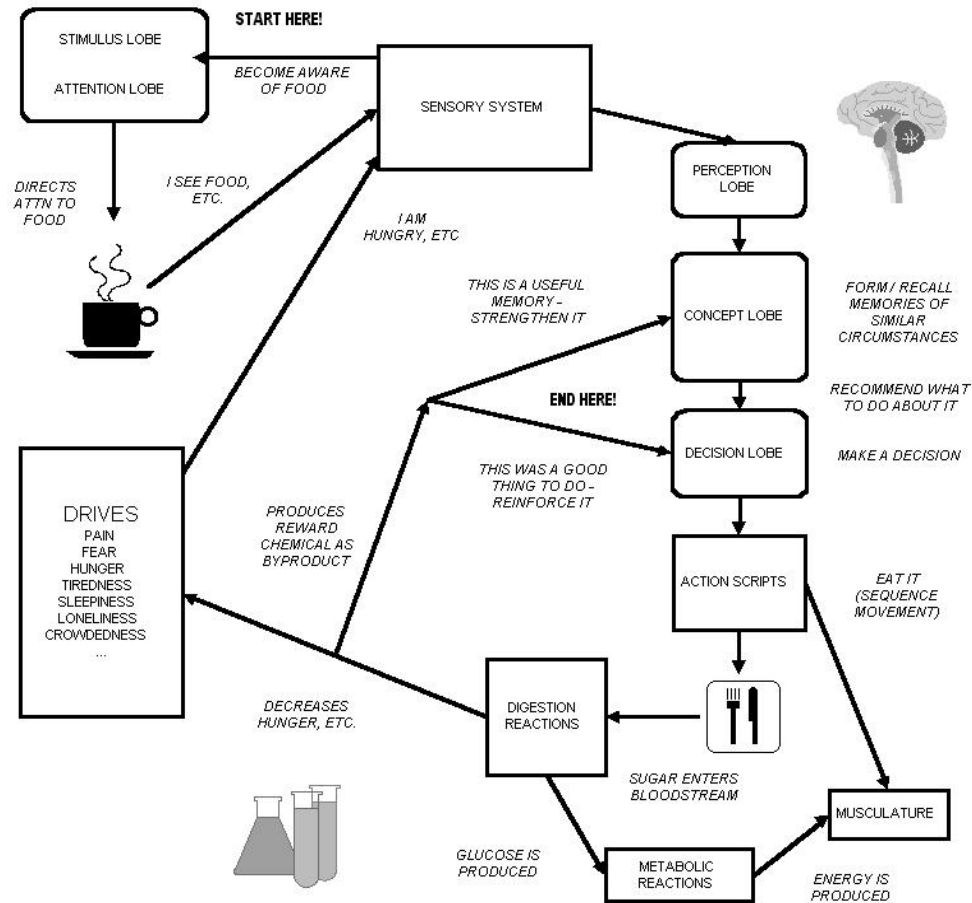 START HERE!
STIMULUS LOBE
ATTENTION LOBE
BECOME AWARE
OF FOOD
SENSORY SYSTEM
PERCEPTION
LOBE
DIRECTS
ATTN TO
FOOD
I SEE FOOD,
ETC.
I AM
HUNGRY, ETC
THIS IS A USEFUL
MEMORY –
STRENGTHEN IT
CONCEPT LOBE
FORM / RECALL
MEMORIES OF
SIMILAR
CIRCUMSTANCES
RECOMMEND WHAT
TO DO ABOUT IT
END HERE!
DECISION LOBE
MAKE A DECISION
THIS WAS A GOOD
THING TO DO –
REINFORCE IT
DRIVES
PAIN
FEAR
HUNGER
TIREDNESS
SLEEPINESS
LONELINESS
CROWDEDNESS
...
PRODUCES
REWARD
CHEMICAL AS
BYPRODUCT
ACTION SCRIPTS
EAT IT
(SEQUENCE
MOVEMENT)
DECREASES
HUNGER, ETC.
DIGESTION
REACTIONS
SUGAR ENTERS
BLOODSTREAM
MUSCULATURE
GLUCOSE IS
PRODUCED
METABOLIC
REACTIONS
ENERGY IS
PRODUCED